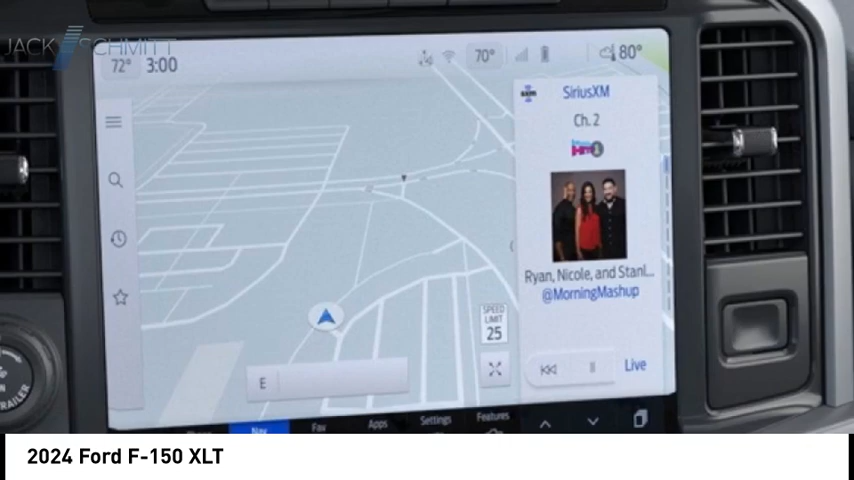 JACK SCHMITT
72° 3:00
70°
80°
SiriusXM
Ch. 2
Ryan, Nicole, and Stanl...
@MorningMashup
SPEED
LIMIT
25
E
Live
Nav
Fav
Apps
Settings
Features
TRAILER
2024 Ford F-150 XLT